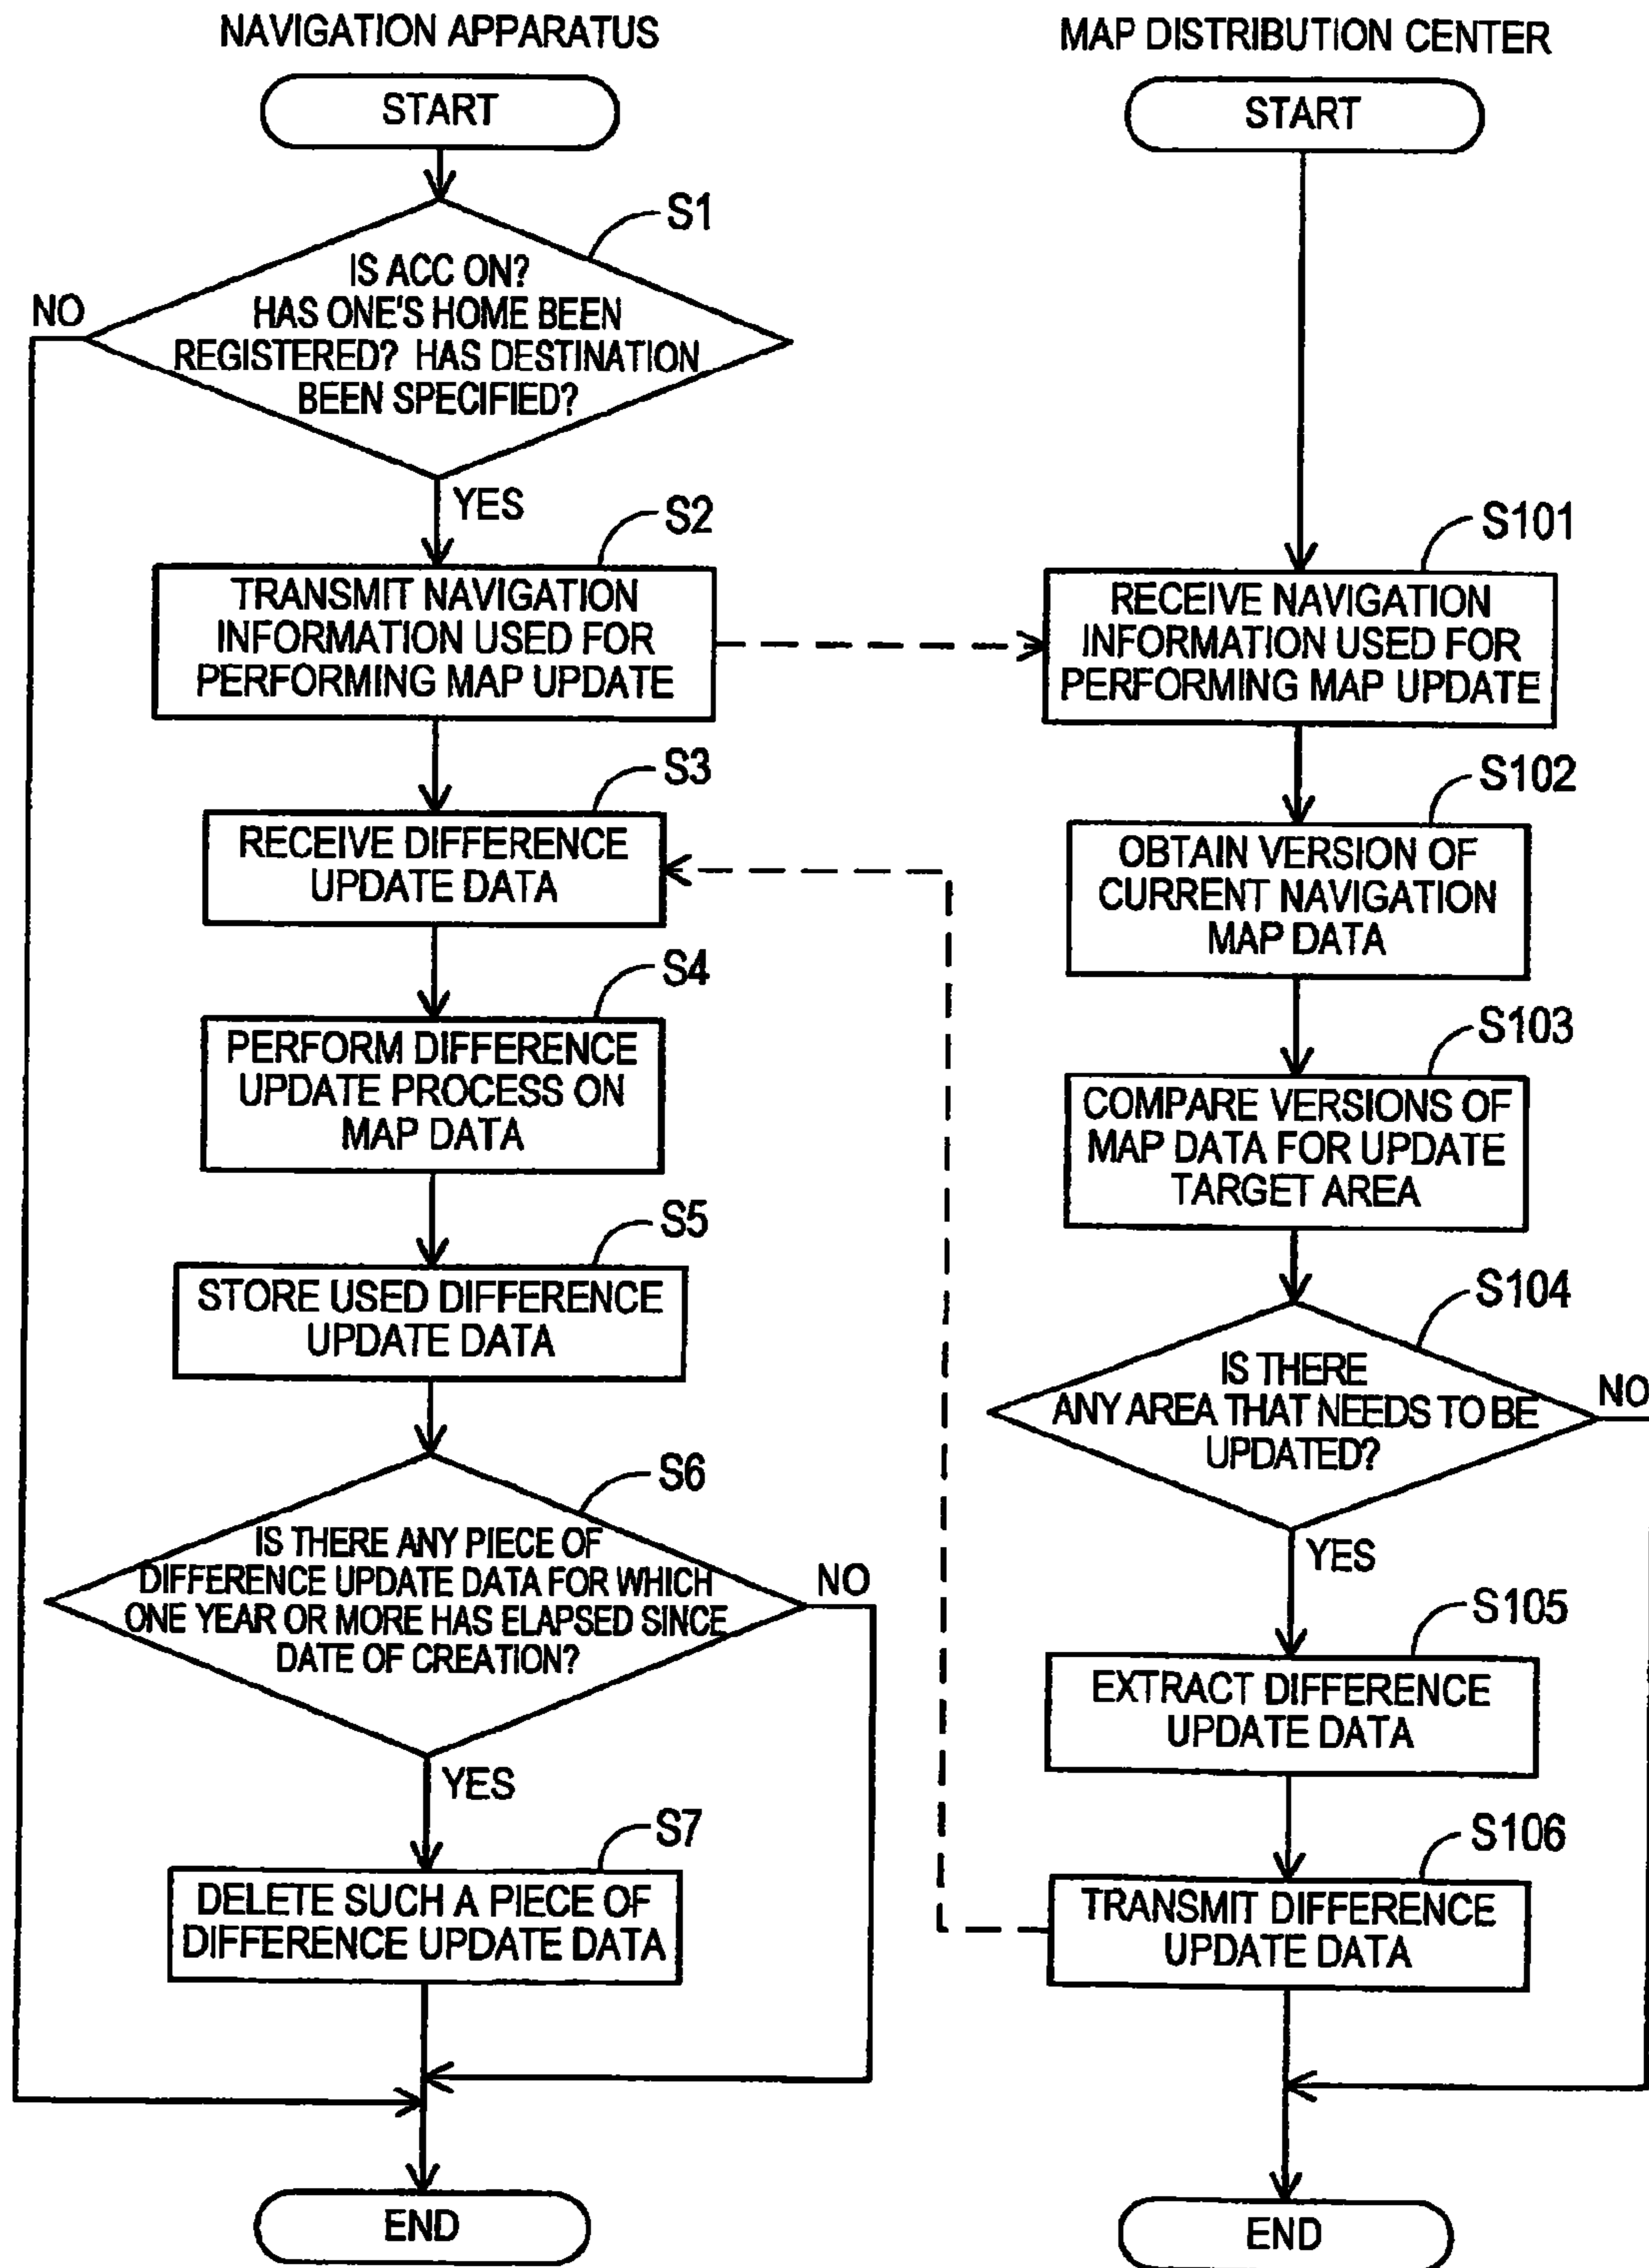 NAVIGATION APPARATUS
START
S1
IS ACC ON?
HAS ONE'S HOME BEEN
REGISTERED? HAS DESTINATION
BEEN SPECIFIED?
NO
YES
S2
TRANSMIT NAVIGATION
INFORMATION USED FOR
PERFORMING MAP UPDATE
S3
RECEIVE DIFFERENCE
UPDATE DATA
S4
PERFORM DIFFERENCE
UPDATE PROCESS ON
MAP DATA
S5
STORE USED DIFFERENCE
UPDATE DATA
S6
IS THERE ANY PIECE OF
DIFFERENCE UPDATE DATA FOR WHICH
ONE YEAR OR MORE HAS ELAPSED SINCE
DATE OF CREATION?
NO
YES
S7
DELETE SUCH A PIECE OF
DIFFERENCE UPDATE DATA
END
MAP DISTRIBUTION CENTER
START
S101
RECEIVE NAVIGATION
INFORMATION USED FOR
PERFORMING MAP UPDATE
S102
OBTAIN VERSION OF
CURRENT NAVIGATION
MAP DATA
S103
COMPARE VERSIONS OF
MAP DATA FOR UPDATE
TARGET AREA
S104
IS THERE
ANY AREA THAT NEEDS TO BE
UPDATED?
NO
YES
S105
EXTRACT DIFFERENCE
UPDATE DATA
S106
TRANSMIT DIFFERENCE
UPDATE DATA
END